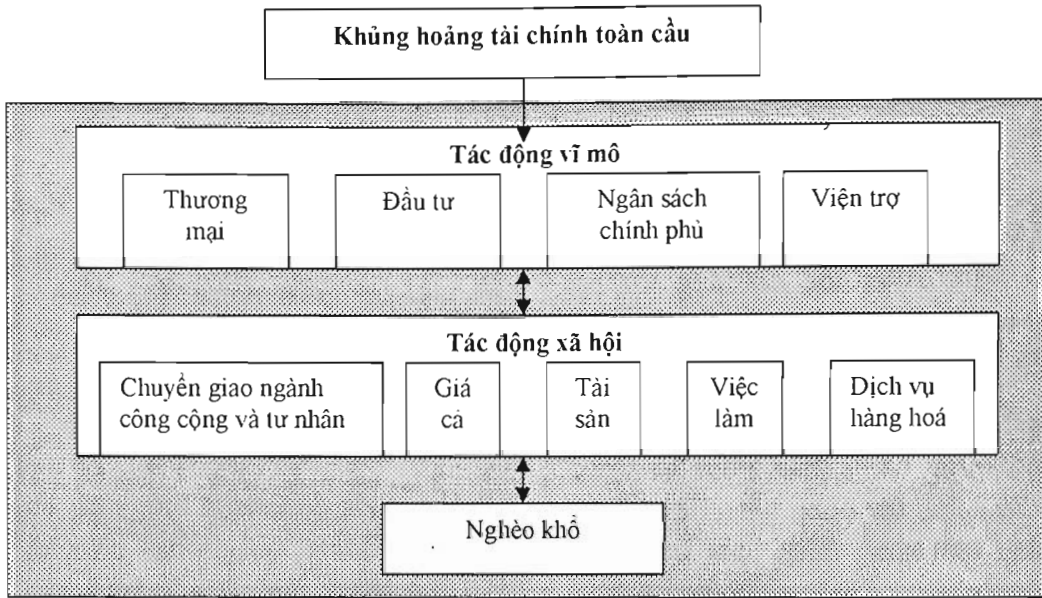 Khủng hoảng tài chính toàn cầu
Tác động vĩ mô
Thương
mại
Đầu tư
Ngân sách
chính phủ
Viện trợ
Tác động xã hội
Chuyển giao ngành
công cộng và tư nhân
Giá
cả
Tài
sản
Việc
làm
Dịch vụ
hàng hoá
Nghèo khổ